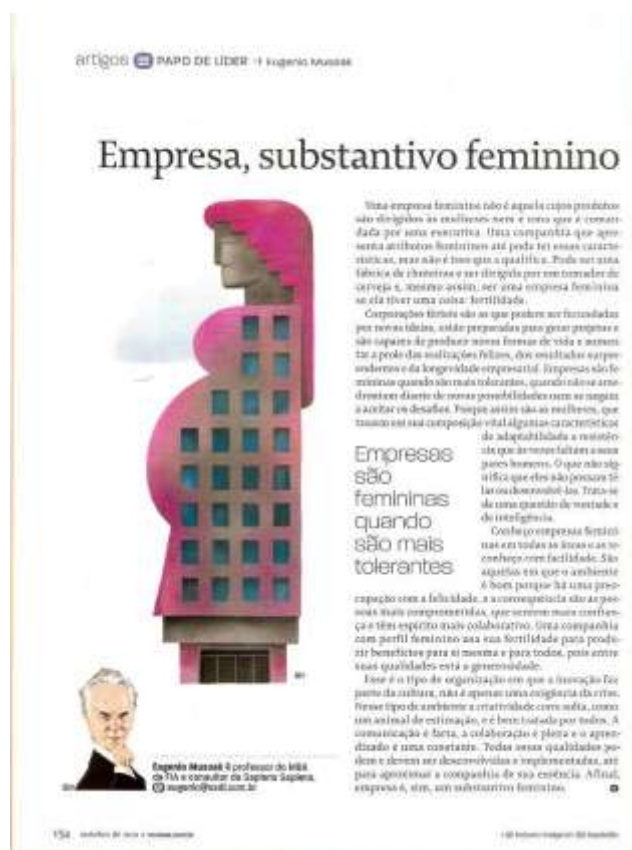 artigos PAPO DE LÍDER Eugenio Mussak
Empresa, substantivo feminino
Uma empresa feminina não é aquela cujos produtos
são dirigidos às mulheres nem é uma que é coman-
dada por uma executiva. Uma companhia que apre-
senta atributos femininos até pode ter essas caracte-
rísticas, mas não é isso que a qualifica. Pode ser uma
fábrica de chuteiras e ser dirigida por um tomador de
cerveja e, mesmo assim, ser uma empresa feminina
se ela tiver uma coisa: fertilidade.
Corporações férteis são as que podem ser fecundadas
por novas ideias, estão preparadas para gerar projetos e
são capazes de produzir novas formas de vida e aumen-
tar a prole das realizações felizes, dos resultados surpre-
endentes e da longevidade empresarial. Empresas são fe-
mininas quando são mais tolerantes, quando não se ame-
drontam diante de novas possibilidades nem se negam
a aceitar os desafios. Porque assim são as mulheres, que
trazem em sua composição vital algumas características
de adaptabilidade e resistên-
cia que às vezes faltam a seus
pares homens. O que não sig-
nifica que eles não possam tê-
las ou desenvolvê-las. Trata-se
de uma questão de vontade e
de inteligência.
Empresas
são
femininas
quando
são mais
tolerantes
Conheço empresas femini-
nas em todas as áreas e as re-
conheço com facilidade. São
aquelas em que o ambiente
é bom porque há uma preo-
cupação com a felicidade, e a consequência são as pes-
soas mais comprometidas, que sentem mais confian-
ça e têm espírito mais colaborativo. Uma companhia
com perfil feminino usa sua fertilidade para produ-
zir benefícios para si mesma e para todos, pois entre
suas qualidades está a generosidade.
Esse é o tipo de organização em que a inovação faz
parte da cultura, não é apenas uma exigência da crise.
Nesse tipo de ambiente a criatividade corre solta, como
um animal de estimação, e é bem tratada por todos. A
comunicação é farta, a colaboração é plena e o apren-
dizado é uma constante. Todas essas qualidades po-
dem e devem ser desenvolvidas e implementadas, até
para aproximar a companhia de sua essência. Afinal,
empresa é, sim, um substantivo feminino.
Eugenio Mussak é professor do MBA
da FIA e consultor da Sapiens Sapiens.